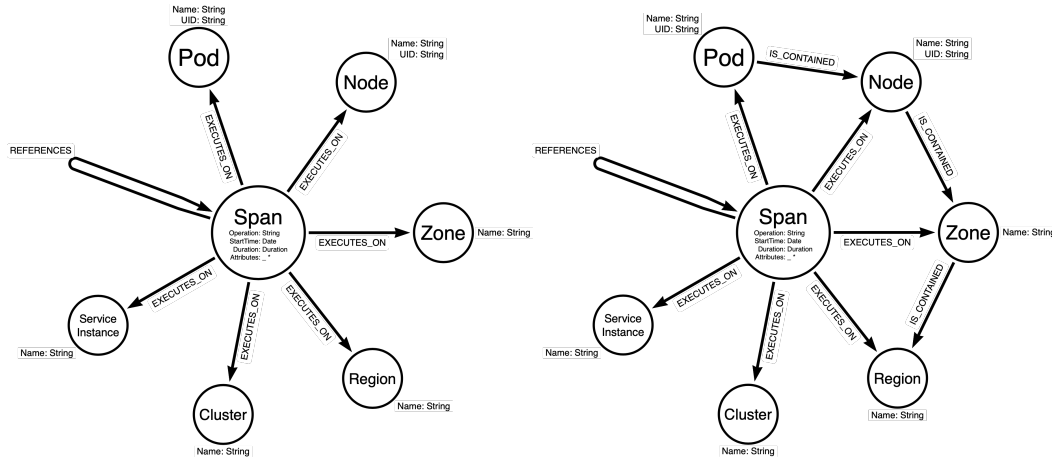 Name: String
UID: String
Pod
Name: String
UID: String
Node
EXECUTES_ON
EXECUTES_ON
REFERENCES
Span
Operation: String
StartTime: Date
Duration: Duration
Attributes: _ *
EXECUTES_ON
Zone
Name: String
EXECUTES_ON
Service
Instance
Name: String
EXECUTES_ON
Cluster
Name: String
EXECUTES_ON
Region
Name: String
Name: String
UID: String
Pod
IS_CONTAINED
Name: String
UID: String
Node
EXECUTES_ON
EXECUTES_ON
IS_CONTAINED
REFERENCES
Span
Operation: String
StartTime: Date
Duration: Duration
Attributes: _ *
EXECUTES_ON
Zone
Name: String
EXECUTES_ON
Service
Instance
Name: String
EXECUTES_ON
Cluster
Name: String
EXECUTES_ON
IS_CONTAINED
Region
Name: String